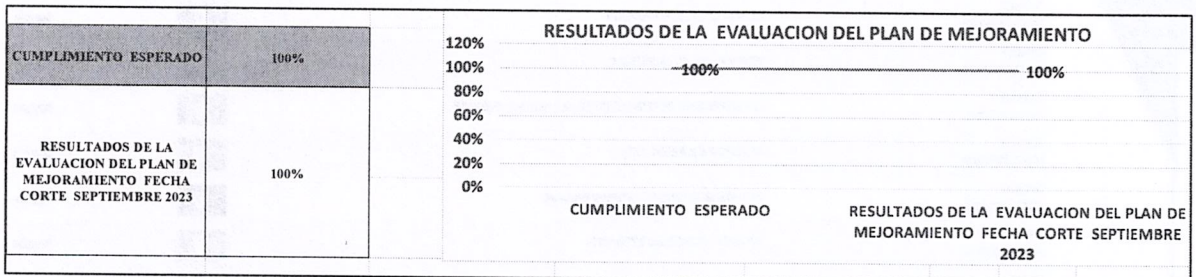 CUMPLIMIENTO ESPERADO 100%
RESULTADOS DE LA
EVALUACION DEL PLAN DE
MEJORAMIENTO FECHA
CORTE SEPTIEMBRE 2023
100%
RESULTADOS DE LA EVALUACION DEL PLAN DE MEJORAMIENTO
120%
100%
80%
60%
40%
20%
0%
100%
100%
CUMPLIMIENTO ESPERADO
RESULTADOS DE LA EVALUACION DEL PLAN DE
MEJORAMIENTO FECHA CORTE SEPTIEMBRE
2023